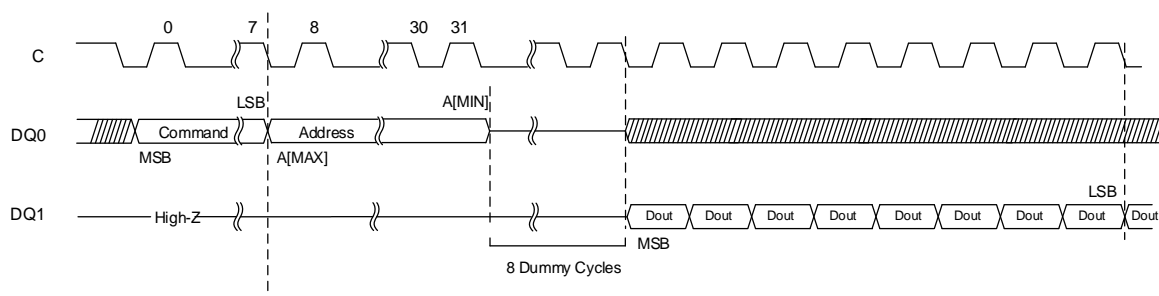 0 7 8 30 31
C
LSB A[MIN]
DQ0 Command Address
MSB A[MAX]
LSB
DQ1 High-Z Dout Dout Dout Dout Dout Dout Dout Dout Dout
MSB
8 Dummy Cycles